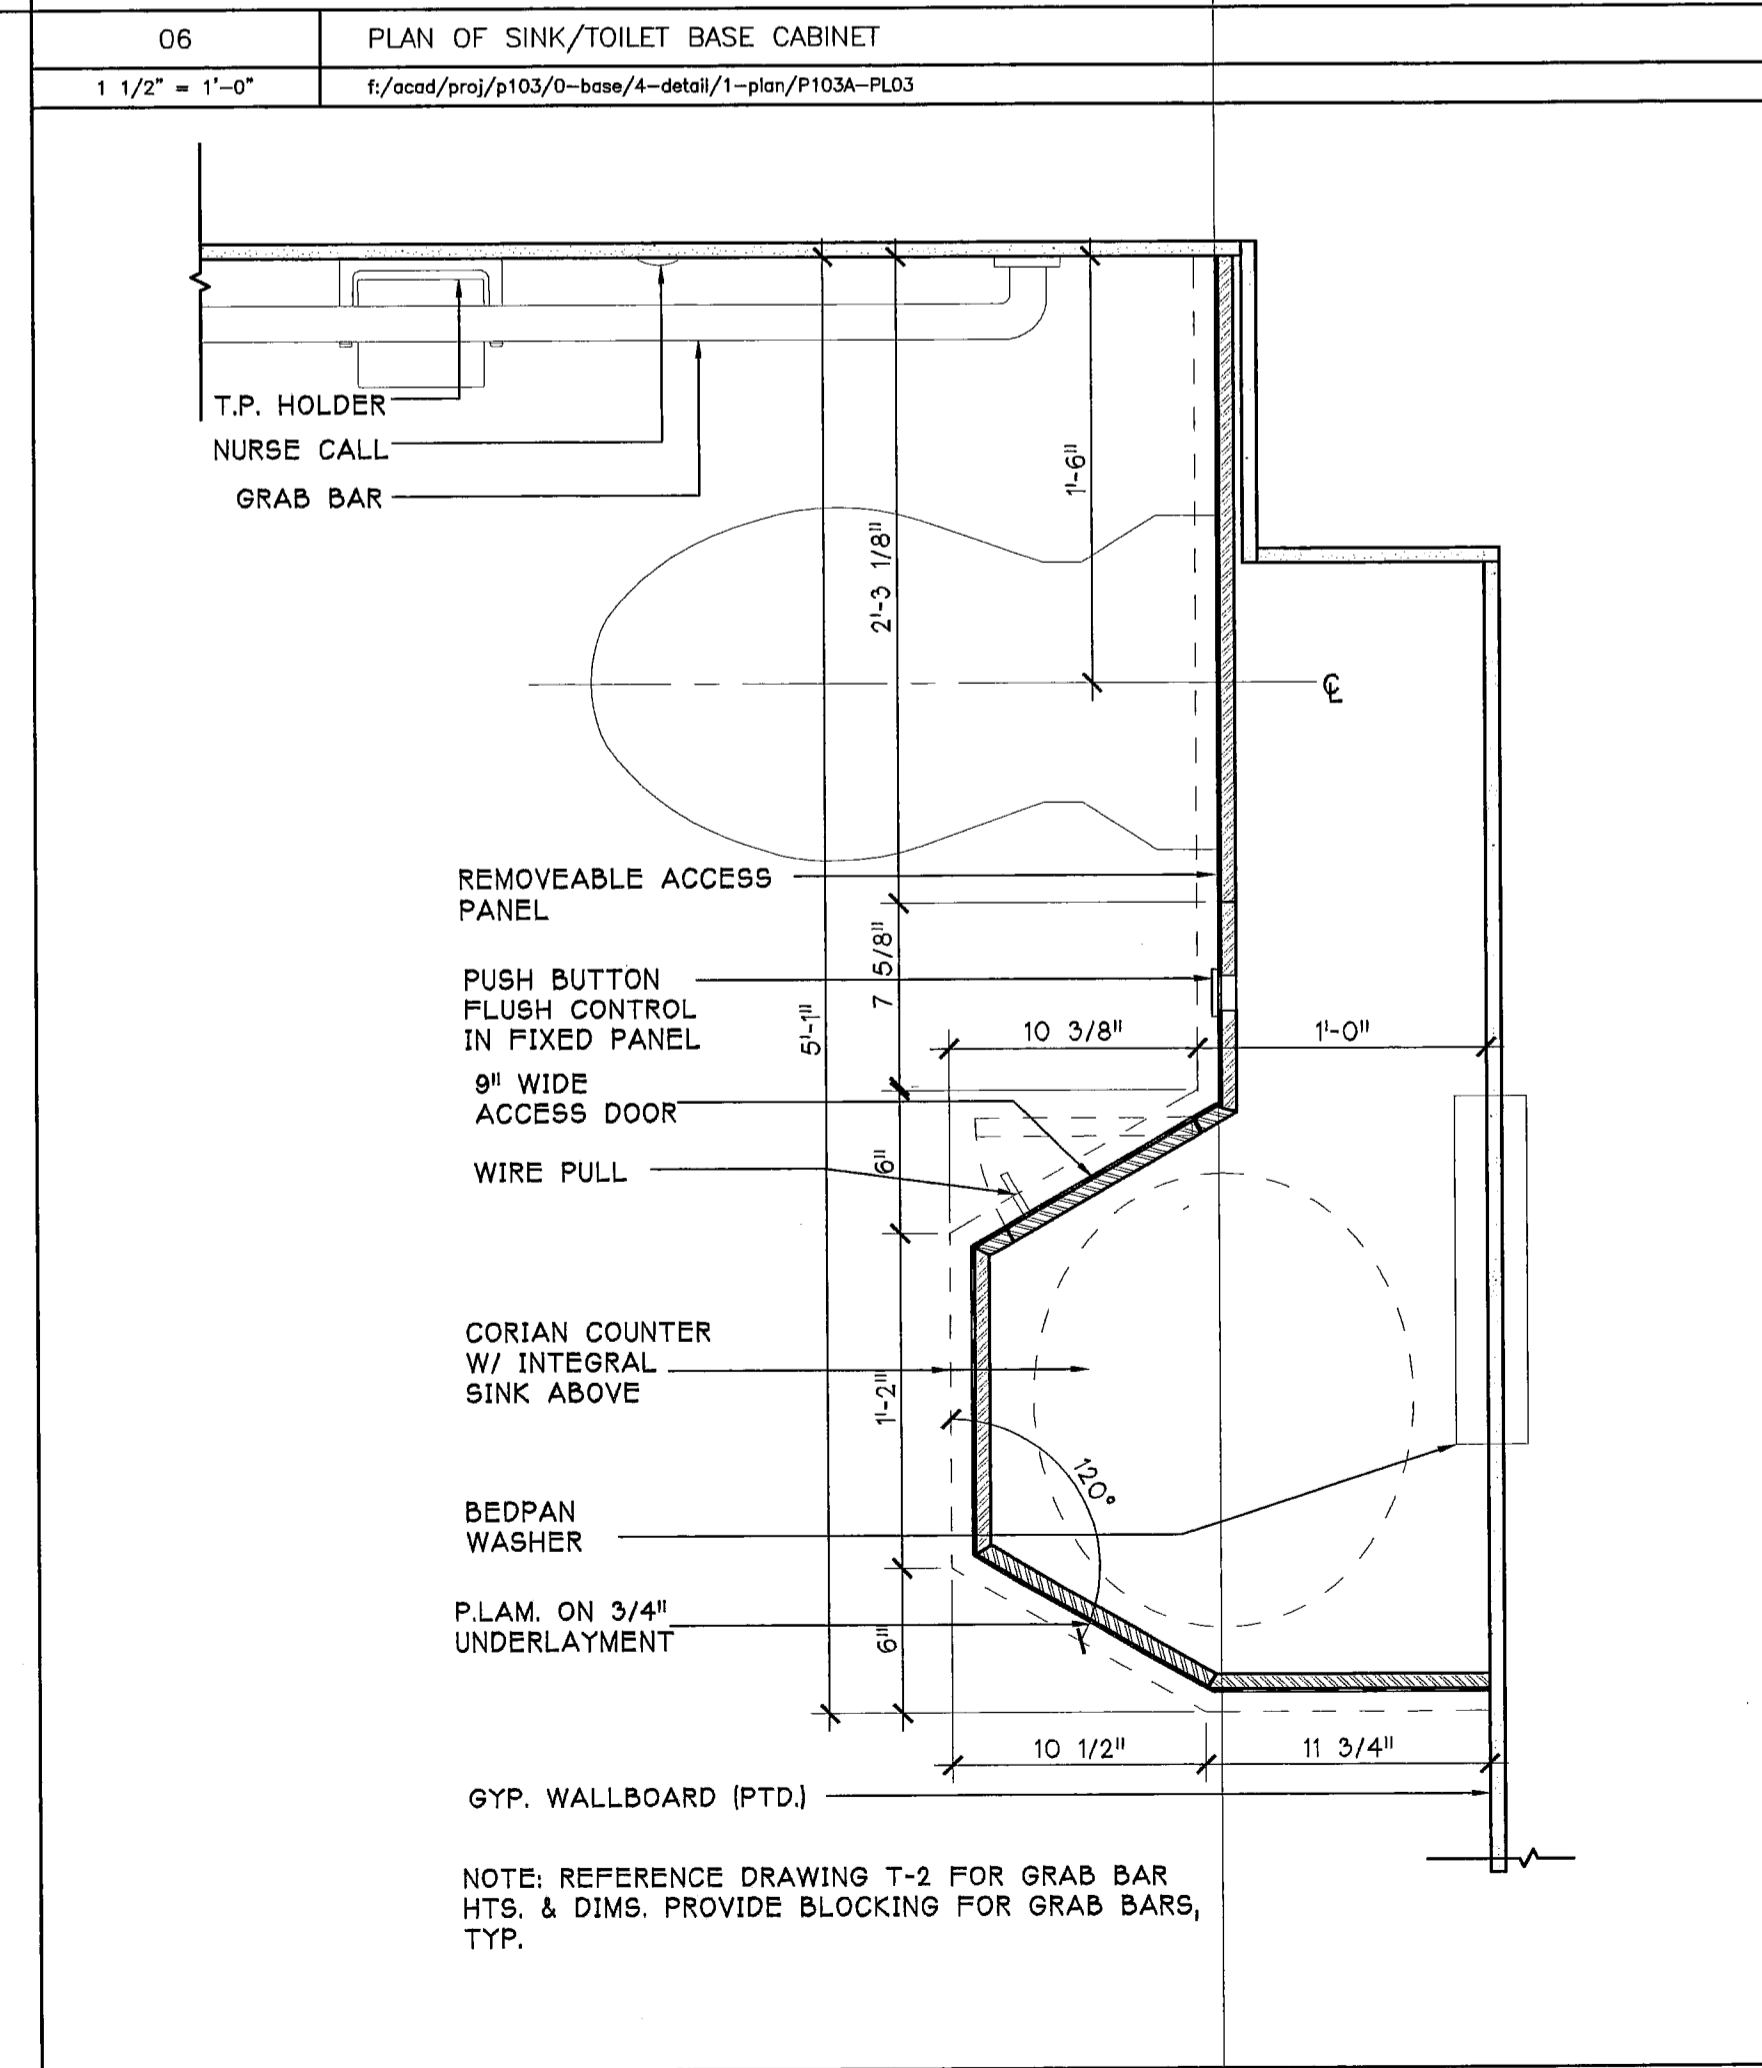 06
PLAN OF SINK/TOILET BASE CABINET
1 1/2" = 1'-0"
f:/acad/proj/p103/0-base/4-detail/1-plan/P103A-PL03
T.P. HOLDER
NURSE CALL
GRAB BAR
1'-6"
2'-3 1/8"
℄
REMOVEABLE ACCESS
PANEL
7 5/8"
PUSH BUTTON
FLUSH CONTROL
IN FIXED PANEL
5'-1"
10 3/8"
1'-0"
9" WIDE
ACCESS DOOR
WIRE PULL
6"
CORIAN COUNTER
W/ INTEGRAL
SINK ABOVE
1'-2"
120°
BEDPAN
WASHER
P.LAM. ON 3/4"
UNDERLAYMENT
6"
10 1/2"
11 3/4"
GYP. WALLBOARD (PTD.)
NOTE: REFERENCE DRAWING T-2 FOR GRAB BAR
HTS. & DIMS. PROVIDE BLOCKING FOR GRAB BARS,
TYP.